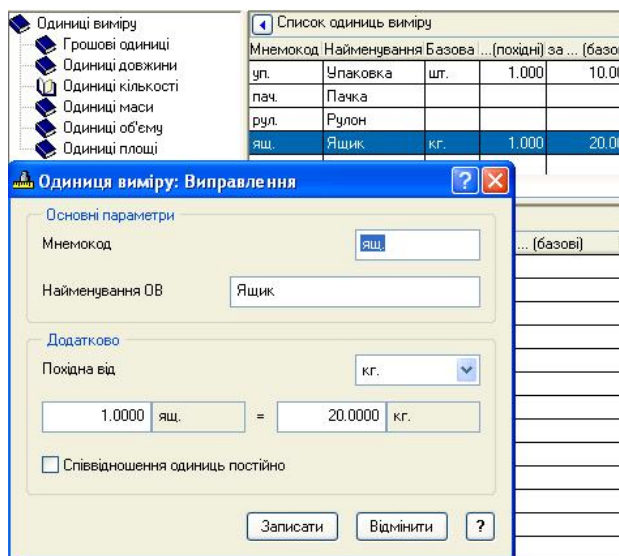 Одиниці виміру
Грошові одиниці
Одиниці довжини
Одиниці кількості
Одиниці маси
Одиниці об'єму
Одиниці площі
Список одиниць виміру
Мнемокод Найменування Базова ...(похідні) за ... (базо
уп. Упаковка шт. 1.000 10.00
пач. Пачка
рул. Рулон
ящ. Ящик кг. 1.000 20.00
... (базові)
Одиниця виміру: Виправлення
Основні параметри
Мнемокод ящ.
Найменування ОВ Ящик
Додатково
Похідна від кг.
1.0000 ящ. = 20.0000 кг.
Співвідношення одиниць постійно
Записати Відмінити ?